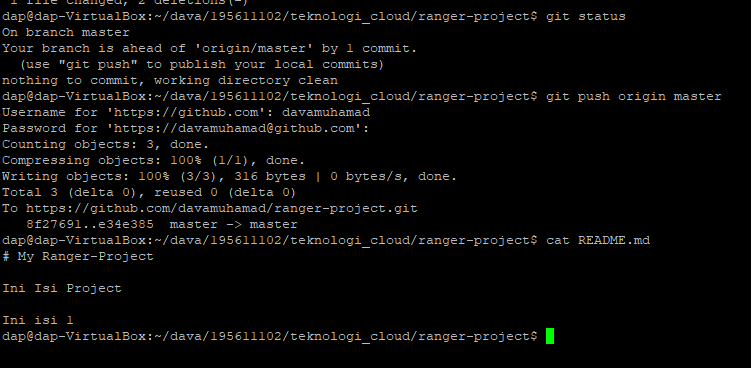 1 file changed, 2 deletions(-)
dap@dap-VirtualBox:~/dava/195611102/teknologi_cloud/ranger-project$ git status
On branch master
Your branch is ahead of 'origin/master' by 1 commit.
  (use "git push" to publish your local commits)
nothing to commit, working directory clean
dap@dap-VirtualBox:~/dava/195611102/teknologi_cloud/ranger-project$ git push origin master
Username for 'https://github.com': davamuhamad
Password for 'https://davamuhamad@github.com':
Counting objects: 3, done.
Compressing objects: 100% (1/1), done.
Writing objects: 100% (3/3), 316 bytes | 0 bytes/s, done.
Total 3 (delta 0), reused 0 (delta 0)
To https://github.com/davamuhamad/ranger-project.git
   8f27691..e34e385  master -> master
dap@dap-VirtualBox:~/dava/195611102/teknologi_cloud/ranger-project$ cat README.md
# My Ranger-Project
Ini Isi Project
Ini isi 1
dap@dap-VirtualBox:~/dava/195611102/teknologi_cloud/ranger-project$